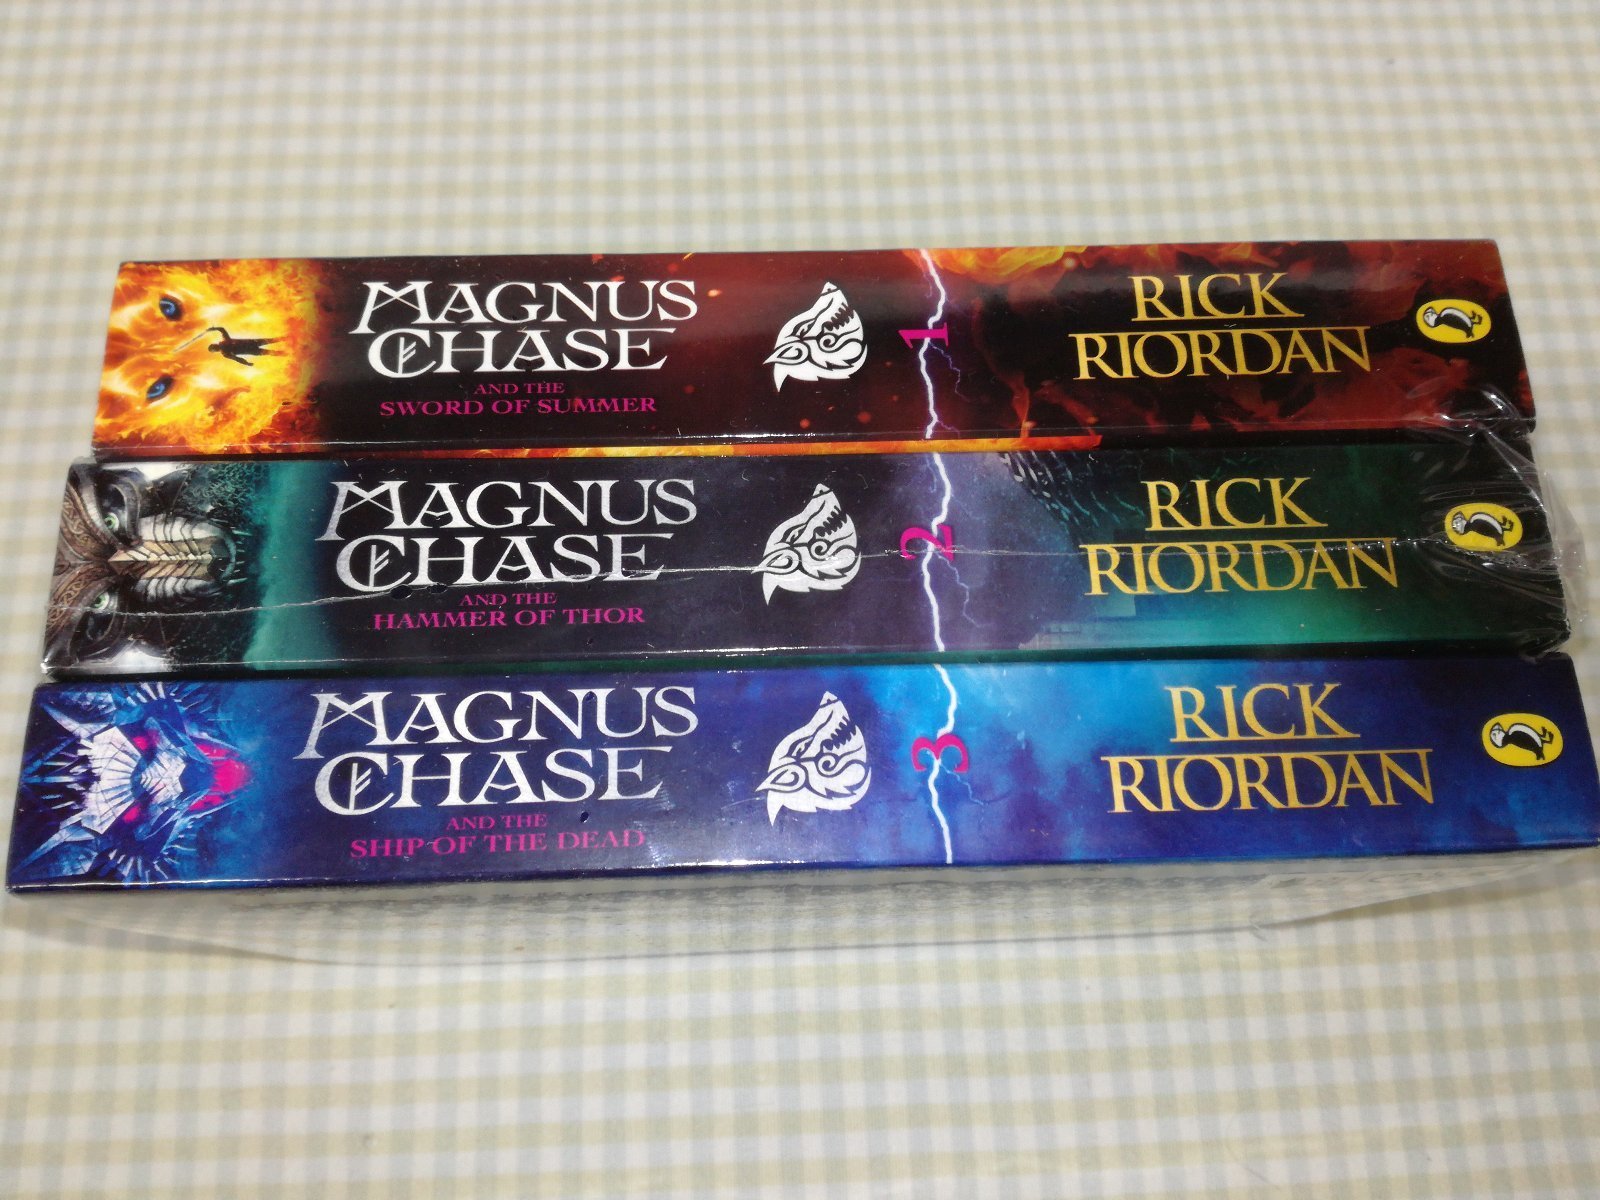 MAGNUS
CHASE
AND THE
SWORD OF SUMMER
1
RICK
RIORDAN
MAGNUS
CHASE
AND THE
HAMMER OF THOR
2
RICK
RIORDAN
MAGNUS
CHASE
AND THE
SHIP OF THE DEAD
3
RICK
RIORDAN